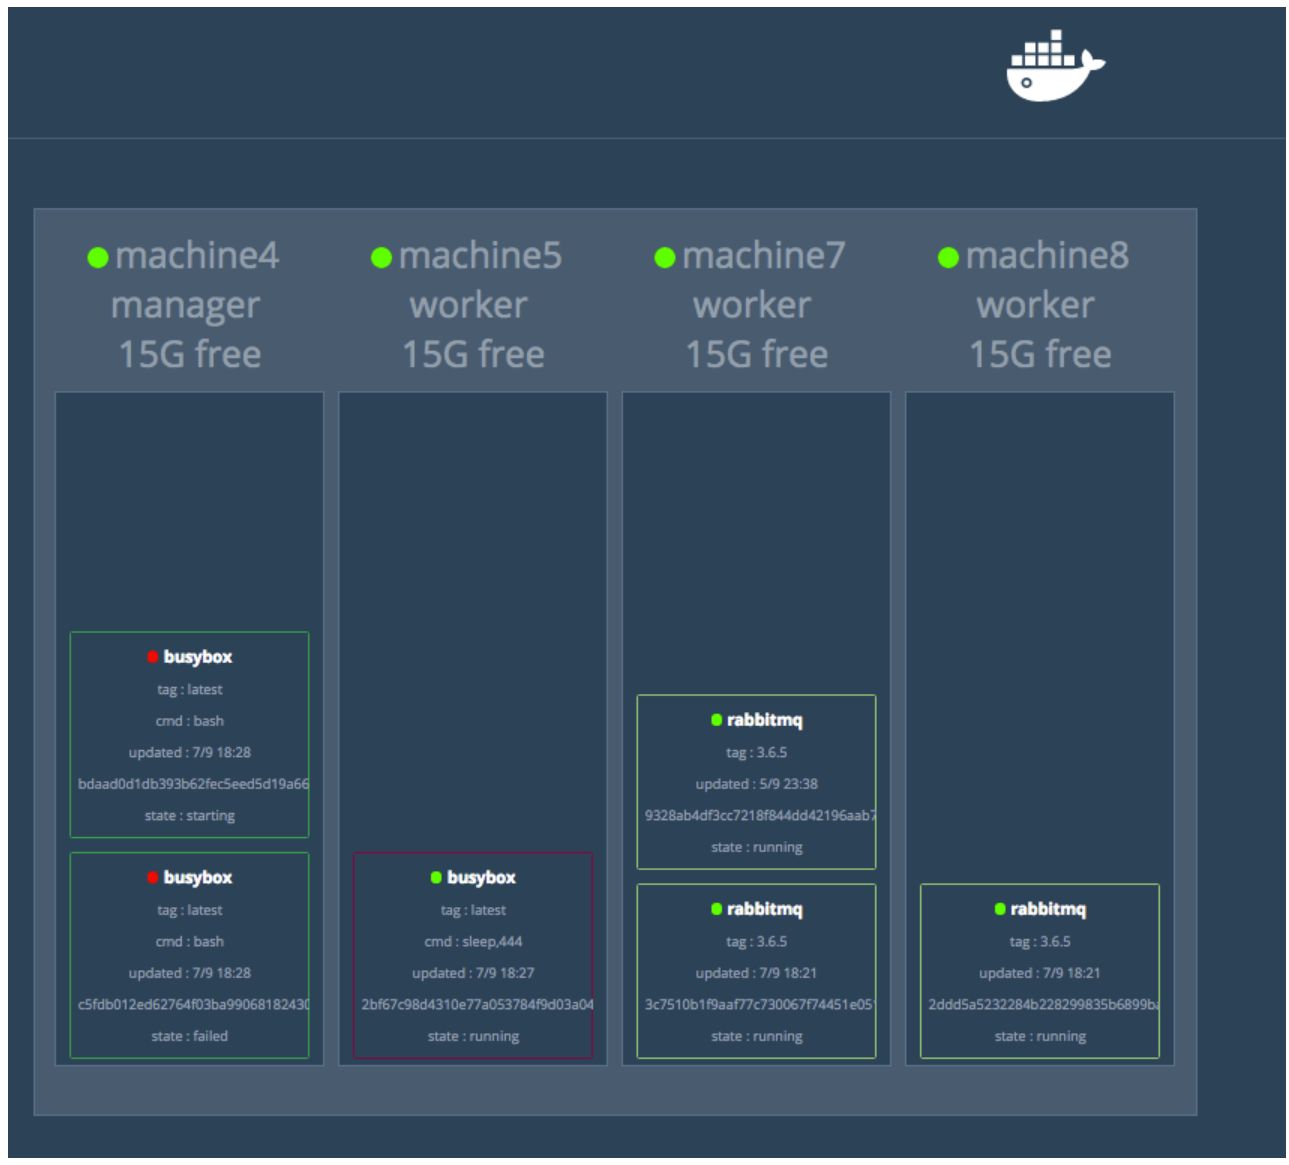 machine4
manager
15G free
machine5
worker
15G free
machine7
worker
15G free
machine8
worker
15G free
busybox
tag : latest
cmd : bash
updated : 7/9 18:28
bdaad0d1db393b62fec5eed5d19a66
state : starting
busybox
tag : latest
cmd : bash
updated : 7/9 18:28
c5fdb012ed62764f03ba99068182430
state : failed
busybox
tag : latest
cmd : sleep,444
updated : 7/9 18:27
2bf67c98d4310e77a053784f9d03a04
state : running
rabbitmq
tag : 3.6.5
updated : 5/9 23:38
9328ab4df3cc7218f844dd42196aab7
state : running
rabbitmq
tag : 3.6.5
updated : 7/9 18:21
3c7510b1f9aaf77c730067f74451e05
state : running
rabbitmq
tag : 3.6.5
updated : 7/9 18:21
2ddd5a5232284b228299835b6899ba
state : running